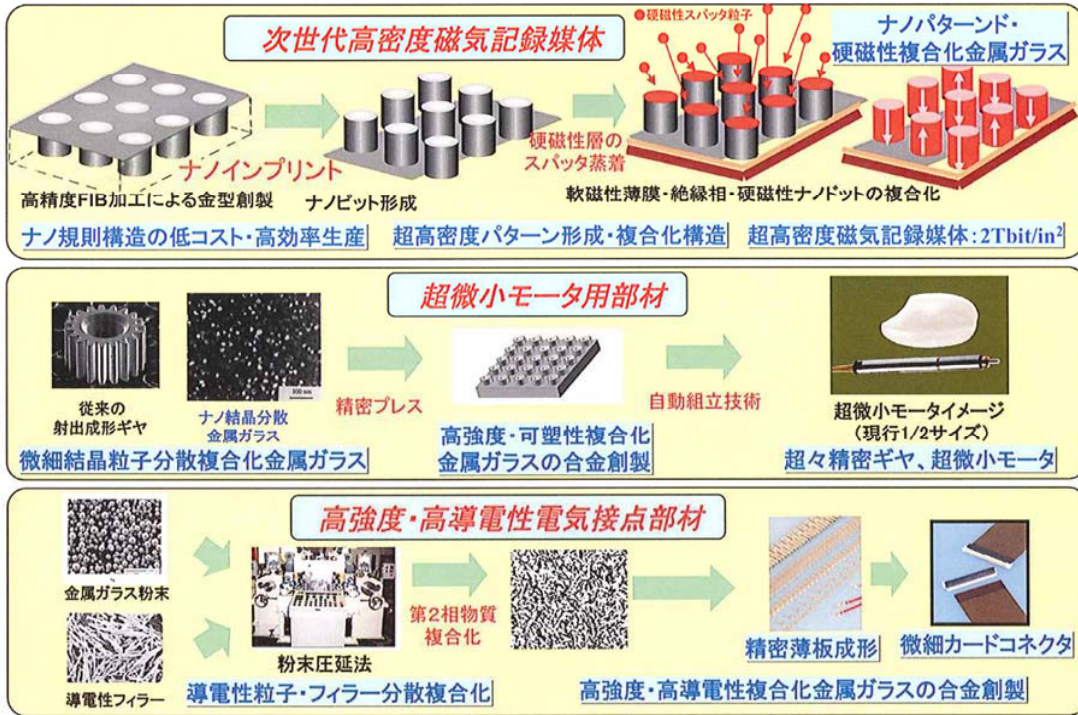 次世代高密度磁気記録媒体
●硬磁性スパッタ粒子
ナノパターンド・
硬磁性複合化金属ガラス
ナノインプリント
高精度FIB加工による金型創製
ナノビット形成
硬磁性層の
スパッタ蒸着
軟磁性薄膜・絶縁相・硬磁性ナノドットの複合化
ナノ規則構造の低コスト・高効率生産
超高密度パターン形成・複合化構造
超高密度磁気記録媒体:2Tbit/in²
超微小モータ用部材
従来の
射出成形ギヤ
ナノ結晶分散
金属ガラス
微細結晶粒子分散複合化金属ガラス
精密プレス
高強度・可塑性複合化
金属ガラスの合金創製
自動組立技術
超微小モータイメージ
(現行1/2サイズ)
超々精密ギヤ、超微小モータ
高強度・高導電性電気接点部材
金属ガラス粉末
導電性フィラー
粉末圧延法
導電性粒子・フィラー分散複合化
第2相物質
複合化
精密薄板成形
微細カードコネクタ
高強度・高導電性複合化金属ガラスの合金創製